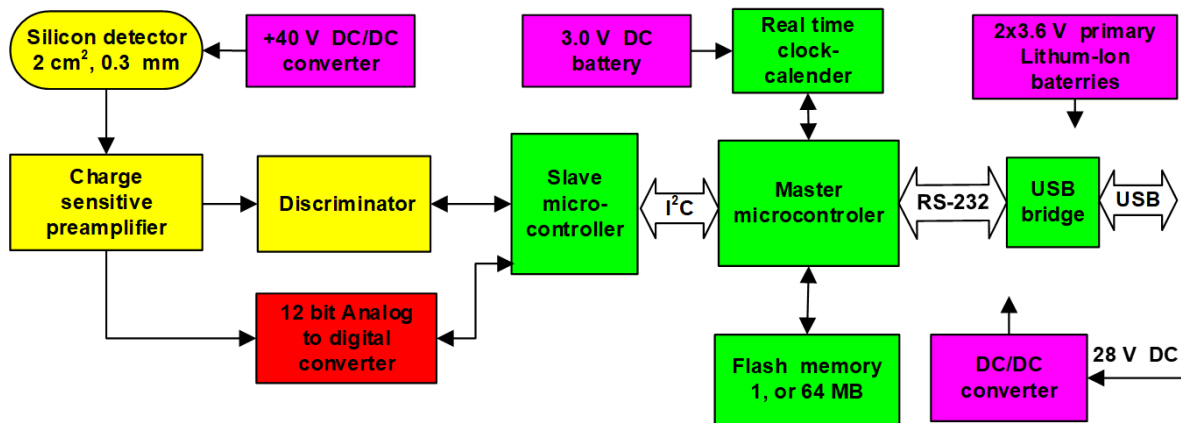 Silicon detector
2 cm², 0.3 mm
+40 V DC/DC
converter
3.0 V DC
battery
Real time
clock-
calender
2x3.6 V primary
Lithum-Ion
baterries
Charge
sensitive
preamplifier
Discriminator
Slave
micro-
controller
I²C
Master
microcontroler
RS-232
USB
bridge
USB
12 bit Analog
to digital
converter
Flash memory
1, or 64 MB
DC/DC
converter
28 V DC